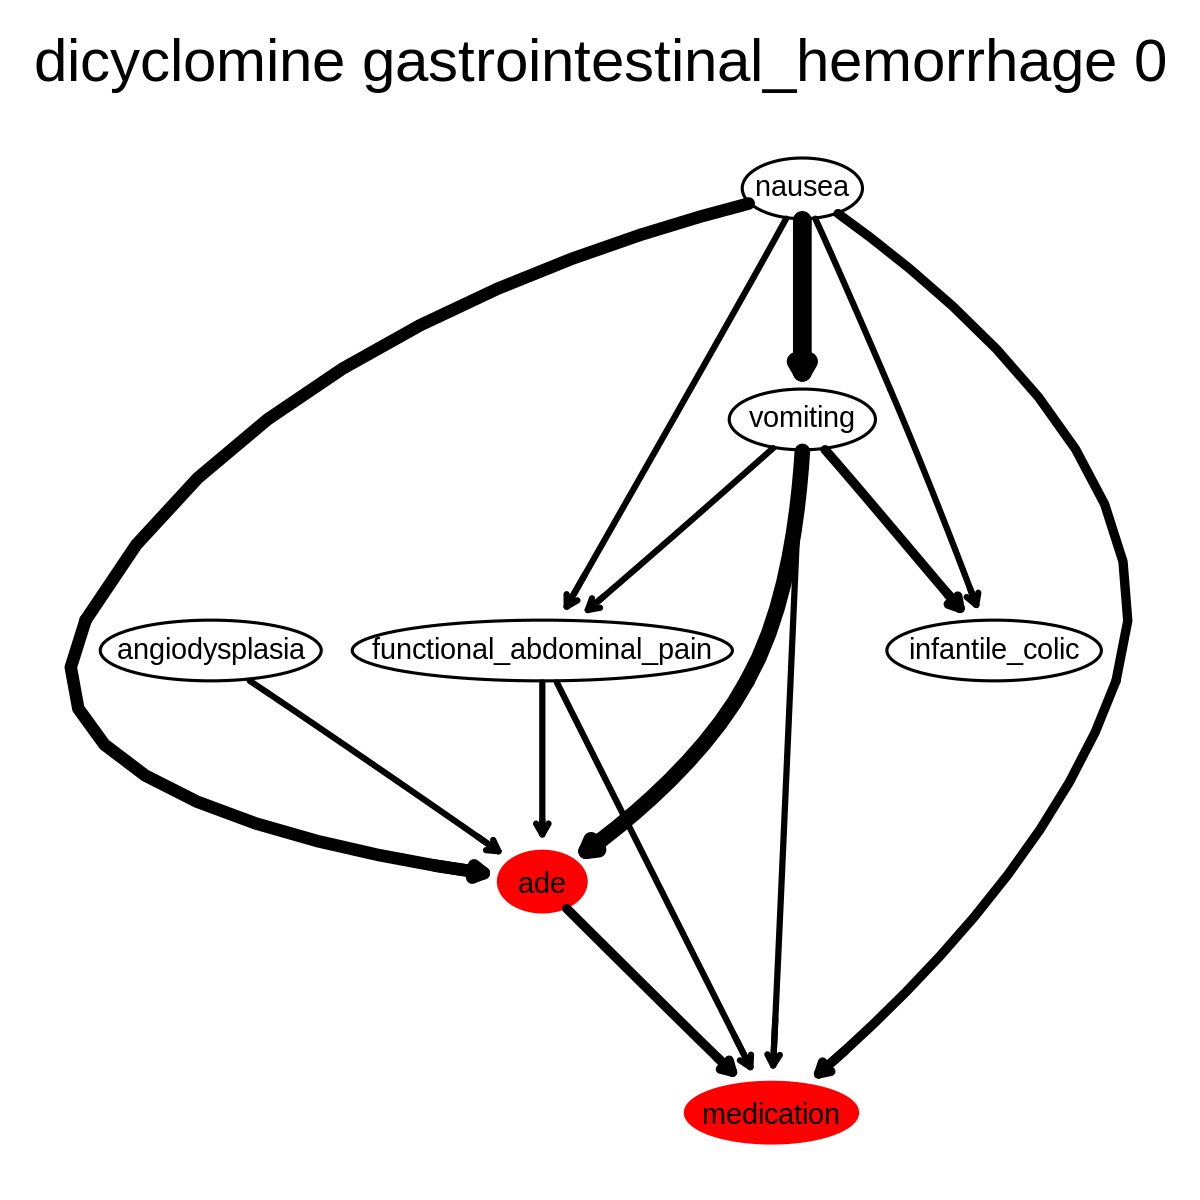 dicyclomine gastrointestinal_hemorrhage 0
nausea
vomiting
angiodysplasia
functional_abdominal_pain
infantile_colic
ade
medication